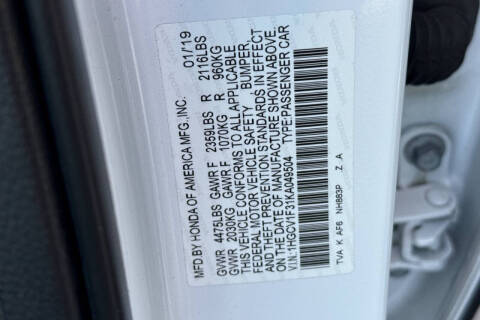 MFD.BY HONDA OF AMERICA MFG.,INC. 01/'19
GVWR 4475LBS GAWR F 2359LBS R 2116LBS
GVWR 2030KG GAWR F 1070KG R 960KG
THIS VEHICLE CONFORMS TO ALL APPLICABLE
FEDERAL MOTOR VEHICLE SAFETY, BUMPER,
AND THEFT PREVENTION STANDARDS IN EFFECT
ON THE DATE OF MANUFACTURE SHOWN ABOVE.
V.I.N.:1HGCV1F31KA049504 TYPE:PASSENGER CAR
TVA K AF6 NH883P Z A